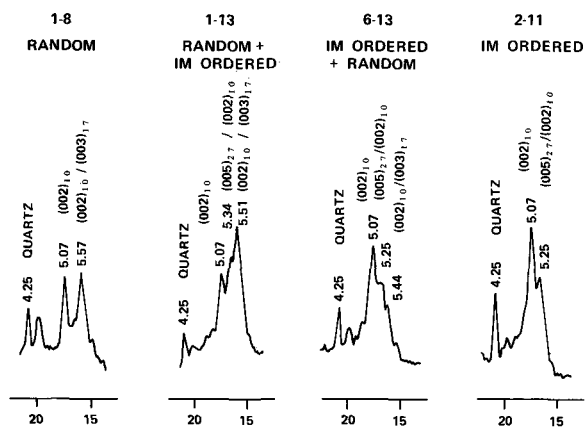 1-8
RANDOM
1-13
RANDOM +
IM ORDERED
6-13
IM ORDERED
+ RANDOM
2-11
IM ORDERED
4.25 QUARTZ
5.07 (002)10
5.57 (002)10 / (003)17
20 15
4.25 QUARTZ
5.07 (002)10
5.34 (005)27 / (002)10
5.51 (002)10 / (003)17
20 15
4.25 QUARTZ
5.07 (002)10
5.25 (005)27/(002)10
5.44 (002)10/(003)17
20 15
4.25 QUARTZ
5.07 (002)10
5.25 (005)27/(002)10
20 15